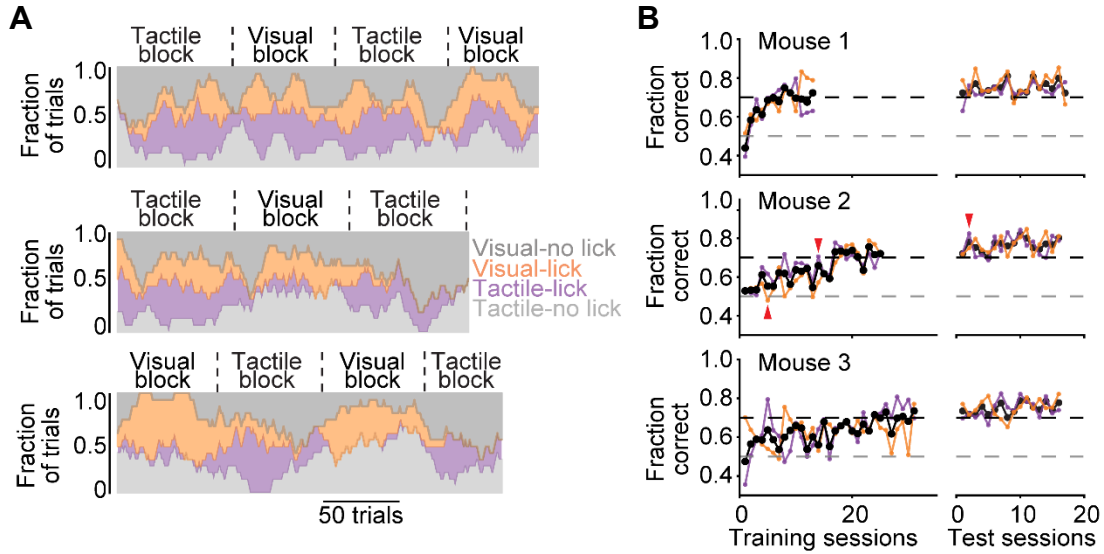 A
Tactile block
Visual block
Tactile block
Visual block
Fraction of trials
1.0
0.5
0
Tactile block
Visual block
Tactile block
Fraction of trials
1.0
0.5
0
Visual-no lick
Visual-lick
Tactile-lick
Tactile-no lick
Visual block
Tactile block
Visual block
Tactile block
Fraction of trials
1.0
0.5
0
50 trials
B
Mouse 1
Fraction correct
1.0
0.8
0.6
0.4
Mouse 2
Fraction correct
1.0
0.8
0.6
0.4
Mouse 3
Fraction correct
1.0
0.8
0.6
0.4
0 20
Training sessions
0 10 20
Test sessions